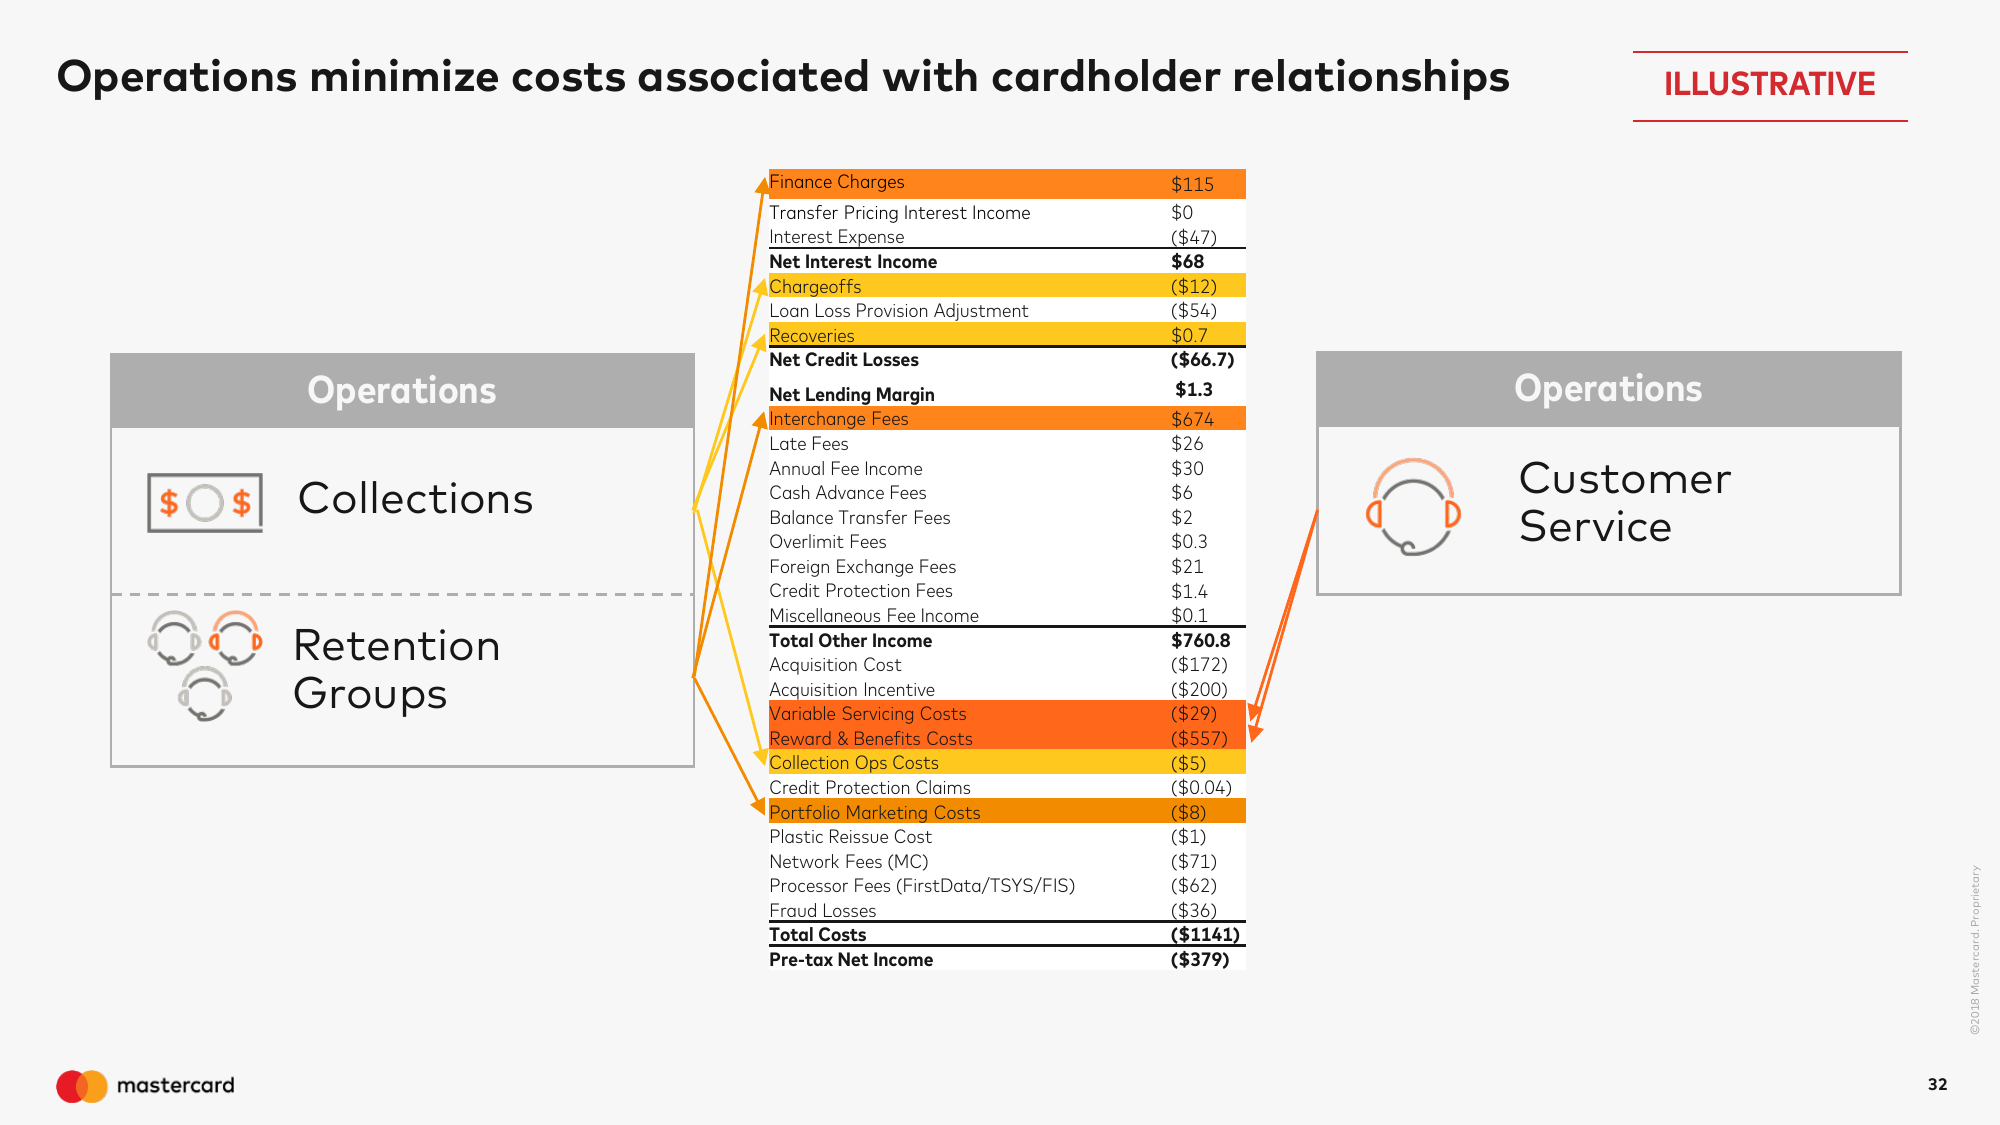 Operations minimize costs associated with cardholder relationships
ILLUSTRATIVE
Operations
$ $ Collections
Retention
Groups
Finance Charges $115
Transfer Pricing Interest Income $0
Interest Expense ($47)
Net Interest Income $68
Chargeoffs ($12)
Loan Loss Provision Adjustment ($54)
Recoveries $0.7
Net Credit Losses ($66.7)
Net Lending Margin $1.3
Interchange Fees $674
Late Fees $26
Annual Fee Income $30
Cash Advance Fees $6
Balance Transfer Fees $2
Overlimit Fees $0.3
Foreign Exchange Fees $21
Credit Protection Fees $1.4
Miscellaneous Fee Income $0.1
Total Other Income $760.8
Acquisition Cost ($172)
Acquisition Incentive ($200)
Variable Servicing Costs ($29)
Reward & Benefits Costs ($557)
Collection Ops Costs ($5)
Credit Protection Claims ($0.04)
Portfolio Marketing Costs ($8)
Plastic Reissue Cost ($1)
Network Fees (MC) ($71)
Processor Fees (FirstData/TSYS/FIS) ($62)
Fraud Losses ($36)
Total Costs ($1141)
Pre-tax Net Income ($379)
Operations
Customer
Service
©2018 Mastercard. Proprietary
mastercard
32